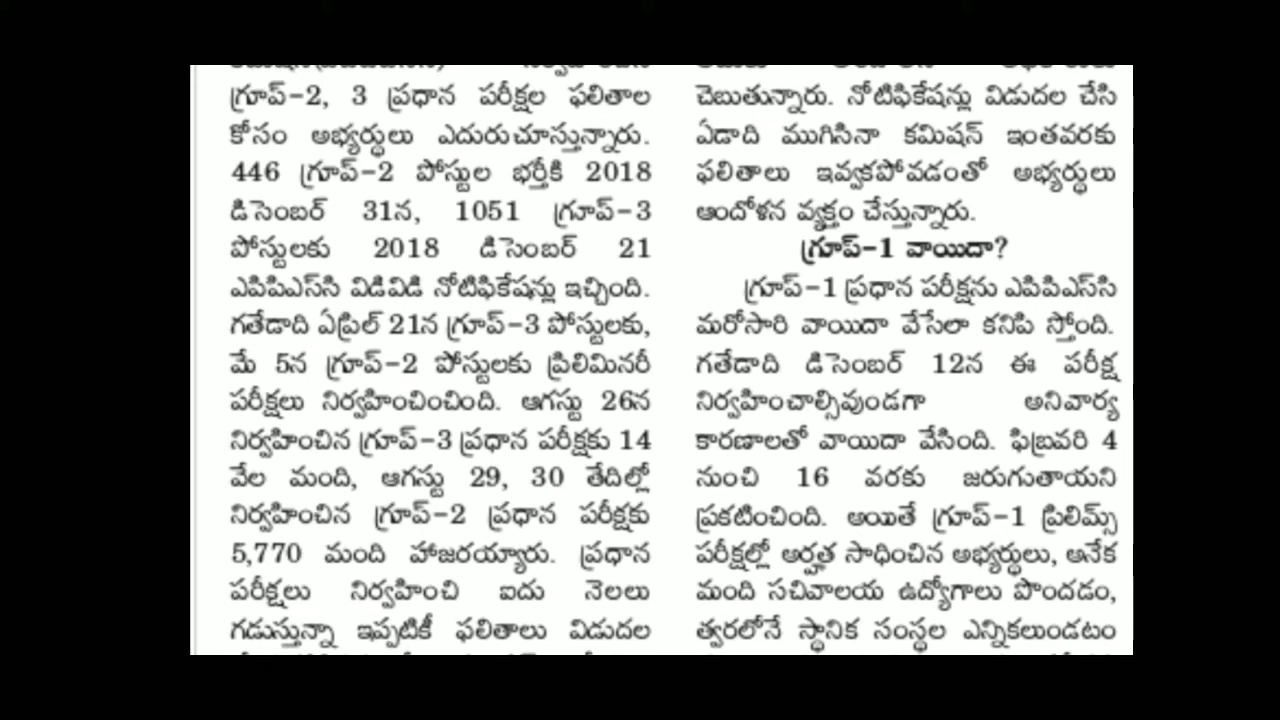 గ్రూప్-2, 3 ప్రధాన పరీక్షల ఫలితాల
కోసం అభ్యర్థులు ఎదురుచూస్తున్నారు.
446 గ్రూప్-2 పోస్టుల భర్తీకి 2018
డిసెంబర్ 31న, 1051 గ్రూప్-3
పోస్టులకు 2018 డిసెంబర్ 21
ఎపిపిఎస్‌సి విడివిడి నోటిఫికేషన్లు ఇచ్చింది.
గతేడాది ఏప్రిల్ 21న గ్రూప్-3 పోస్టులకు,
మే 5న గ్రూప్-2 పోస్టులకు ప్రిలిమినరీ
పరీక్షలు నిర్వహించించింది. ఆగస్టు 26న
నిర్వహించిన గ్రూప్-3 ప్రధాన పరీక్షకు 14
వేల మంది, ఆగస్టు 29, 30 తేదిల్లో
నిర్వహించిన గ్రూప్-2 ప్రధాన పరీక్షకు
5,770 మంది హాజరయ్యారు. ప్రధాన
పరీక్షలు నిర్వహించి ఐదు నెలలు
గడుస్తున్నా ఇప్పటికీ ఫలితాలు విడుదల
చెబుతున్నారు. నోటిఫికేషన్లు విడుదల చేసి
ఏడాది ముగిసినా కమిషన్ ఇంతవరకు
ఫలితాలు ఇవ్వకపోవడంతో అభ్యర్థులు
ఆందోళన వ్యక్తం చేస్తున్నారు.
గ్రూప్-1 వాయిదా?
గ్రూప్-1 ప్రధాన పరీక్షను ఎపిపిఎస్‌సి
మరోసారి వాయిదా వేసేలా కనిపి స్తోంది.
గతేడాది డిసెంబర్ 12న ఈ పరీక్ష
నిర్వహించాల్సివుండగా అనివార్య
కారణాలతో వాయిదా వేసింది. ఫిబ్రవరి 4
నుంచి 16 వరకు జరుగుతాయని
ప్రకటించింది. అయితే గ్రూప్-1 ప్రిలిమ్స్
పరీక్షల్లో అర్హత సాధించిన అభ్యర్థులు, అనేక
మంది సచివాలయ ఉద్యోగాలు పొందడం,
త్వరలోనే స్థానిక సంస్థల ఎన్నికలుండటం